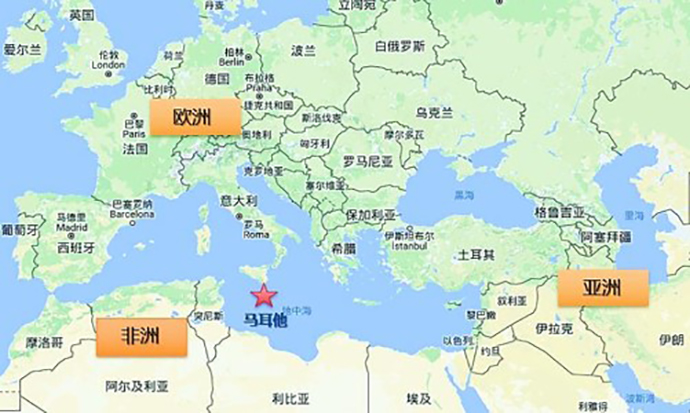 丹麦
立陶宛
英国
爱尔兰
伦敦
London
荷兰
柏林
Berlin
波兰
白俄罗斯
比利时
德国
布拉格
Praha
捷克共和国
巴黎
Paris
欧洲
斯洛伐克
乌克兰
法国
奥地利
匈牙利
摩尔多瓦
罗马尼亚
克罗地亚
塞尔维亚
黑海
里海
葡萄牙
马德里
Madrid
西班牙
巴塞罗纳
Barcelona
意大利
罗马
Roma
保加利亚
格鲁吉亚
阿塞拜疆
希腊
伊斯坦布尔
Istanbul
土耳其
亚洲
马耳他
地中海
突尼斯
非洲
摩洛哥
叙利亚
黎巴嫩
伊拉克
伊朗
以色列
约旦
阿尔及利亚
利比亚
埃及
波斯湾
利雅得